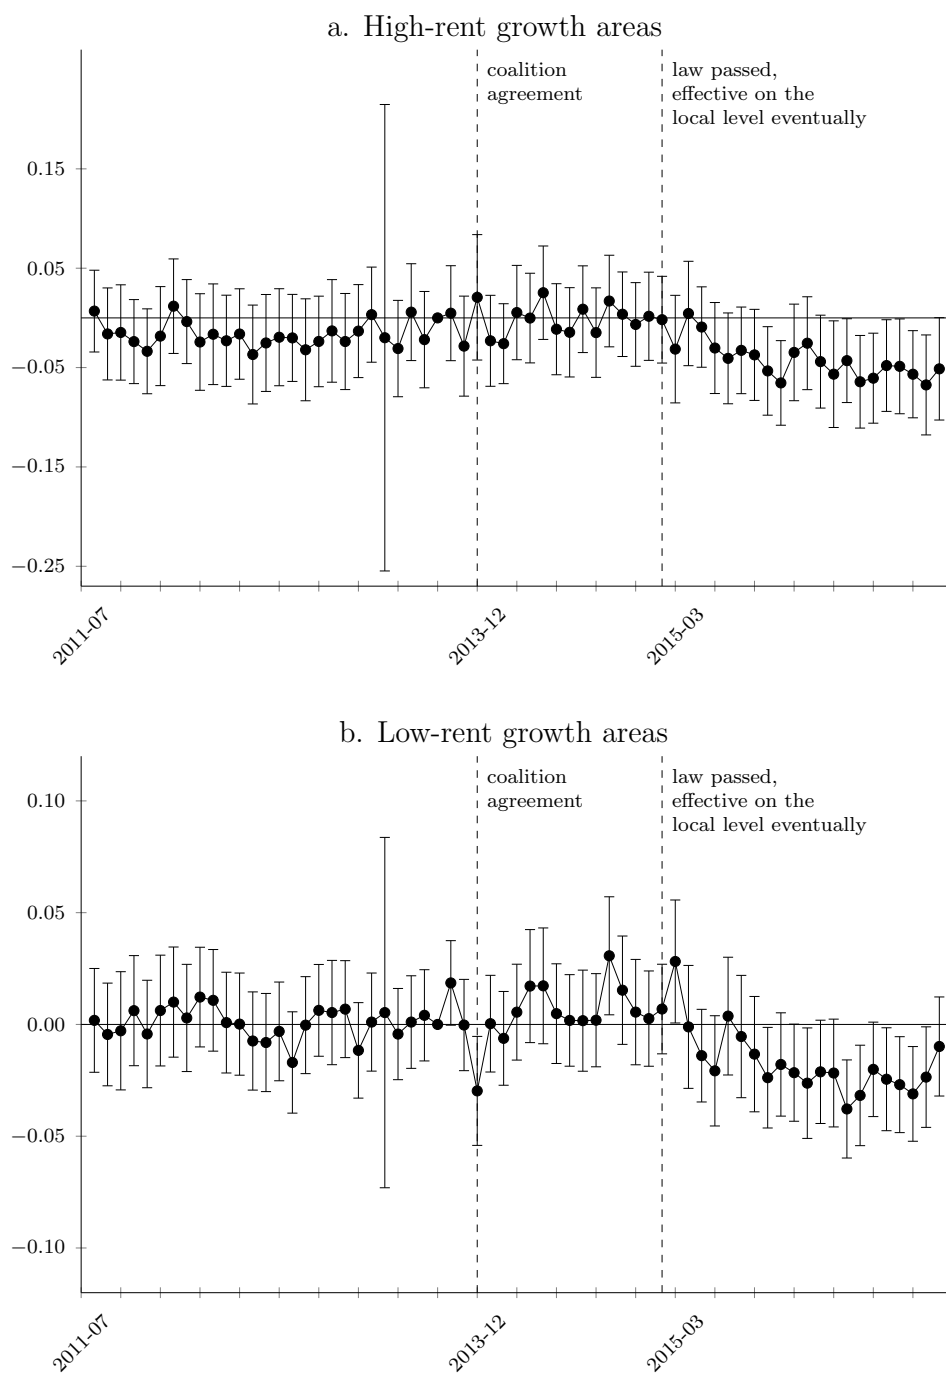 a. High-rent growth areas
coalition
agreement
law passed,
effective on the
local level eventually
0.15
0.05
−0.05
−0.15
−0.25
2011-07
2013-12
2015-03
b. Low-rent growth areas
coalition
agreement
law passed,
effective on the
local level eventually
0.10
0.05
0.00
−0.05
−0.10
2011-07
2013-12
2015-03